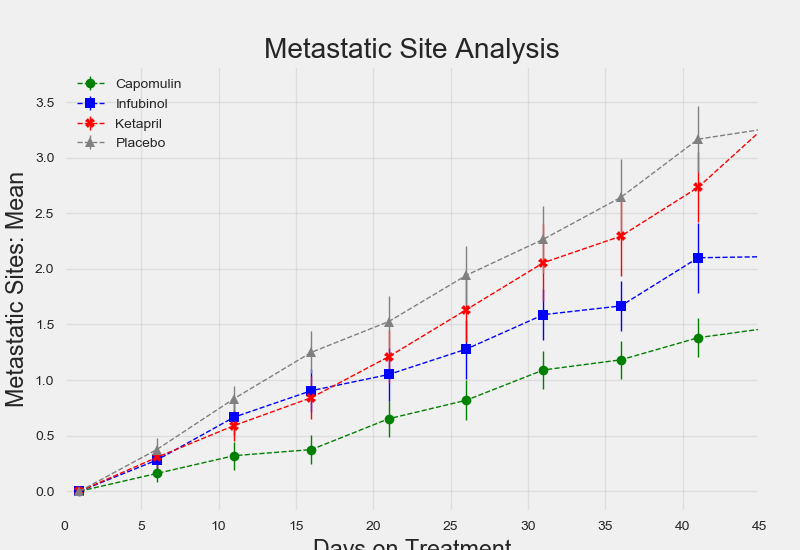 Metastatic Site Analysis
Capomulin
Infubinol
Ketapril
Placebo
Metastatic Sites: Mean
3.5
3.0
2.5
2.0
1.5
1.0
0.5
0.0
0 5 10 15 20 25 30 35 40 45
Days on Treatment